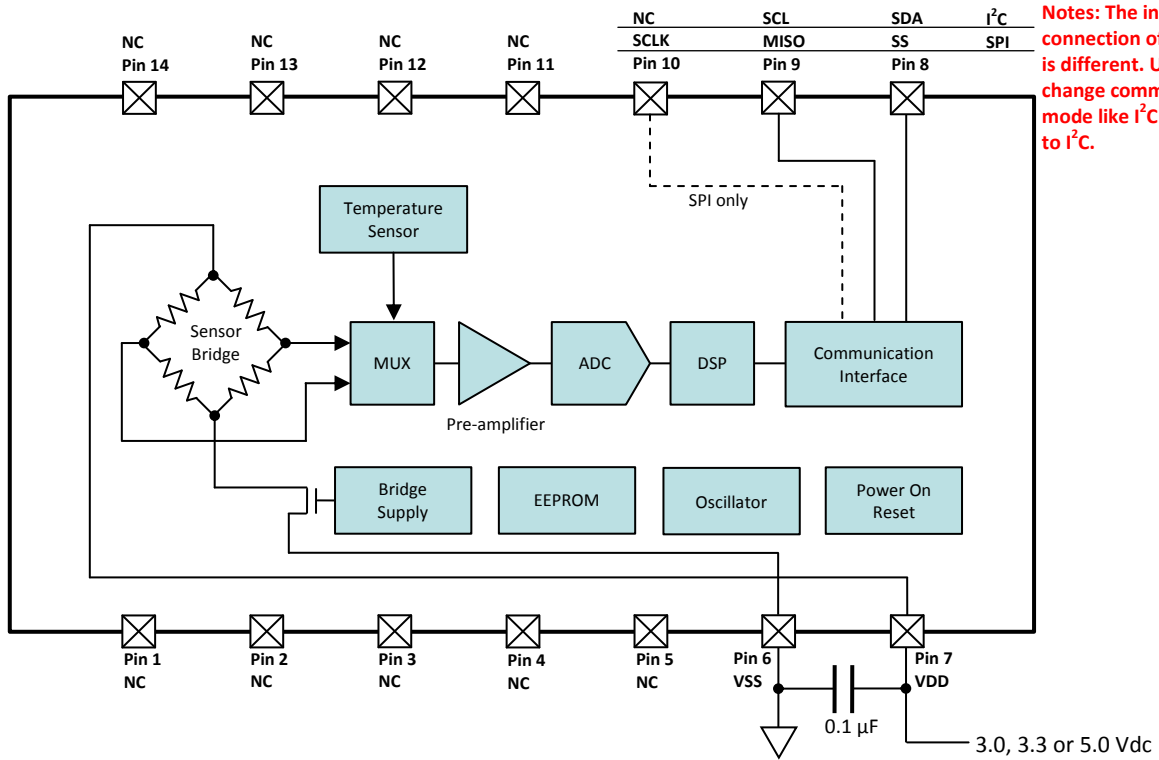 NC SCL SDA I²C
SCLK MISO SS SPI
Pin 10 Pin 9 Pin 8
Notes: The in
connection of
is different. U
change comm
mode like I²C
to I²C.
NC NC NC NC
Pin 14 Pin 13 Pin 12 Pin 11
SPI only
Temperature
Sensor
Sensor
Bridge
MUX
ADC
DSP
Communication
Interface
Pre-amplifier
Bridge
Supply
EEPROM
Oscillator
Power On
Reset
Pin 1 Pin 2 Pin 3 Pin 4 Pin 5 Pin 6 Pin 7
NC NC NC NC NC VSS VDD
0.1 µF
3.0, 3.3 or 5.0 Vdc